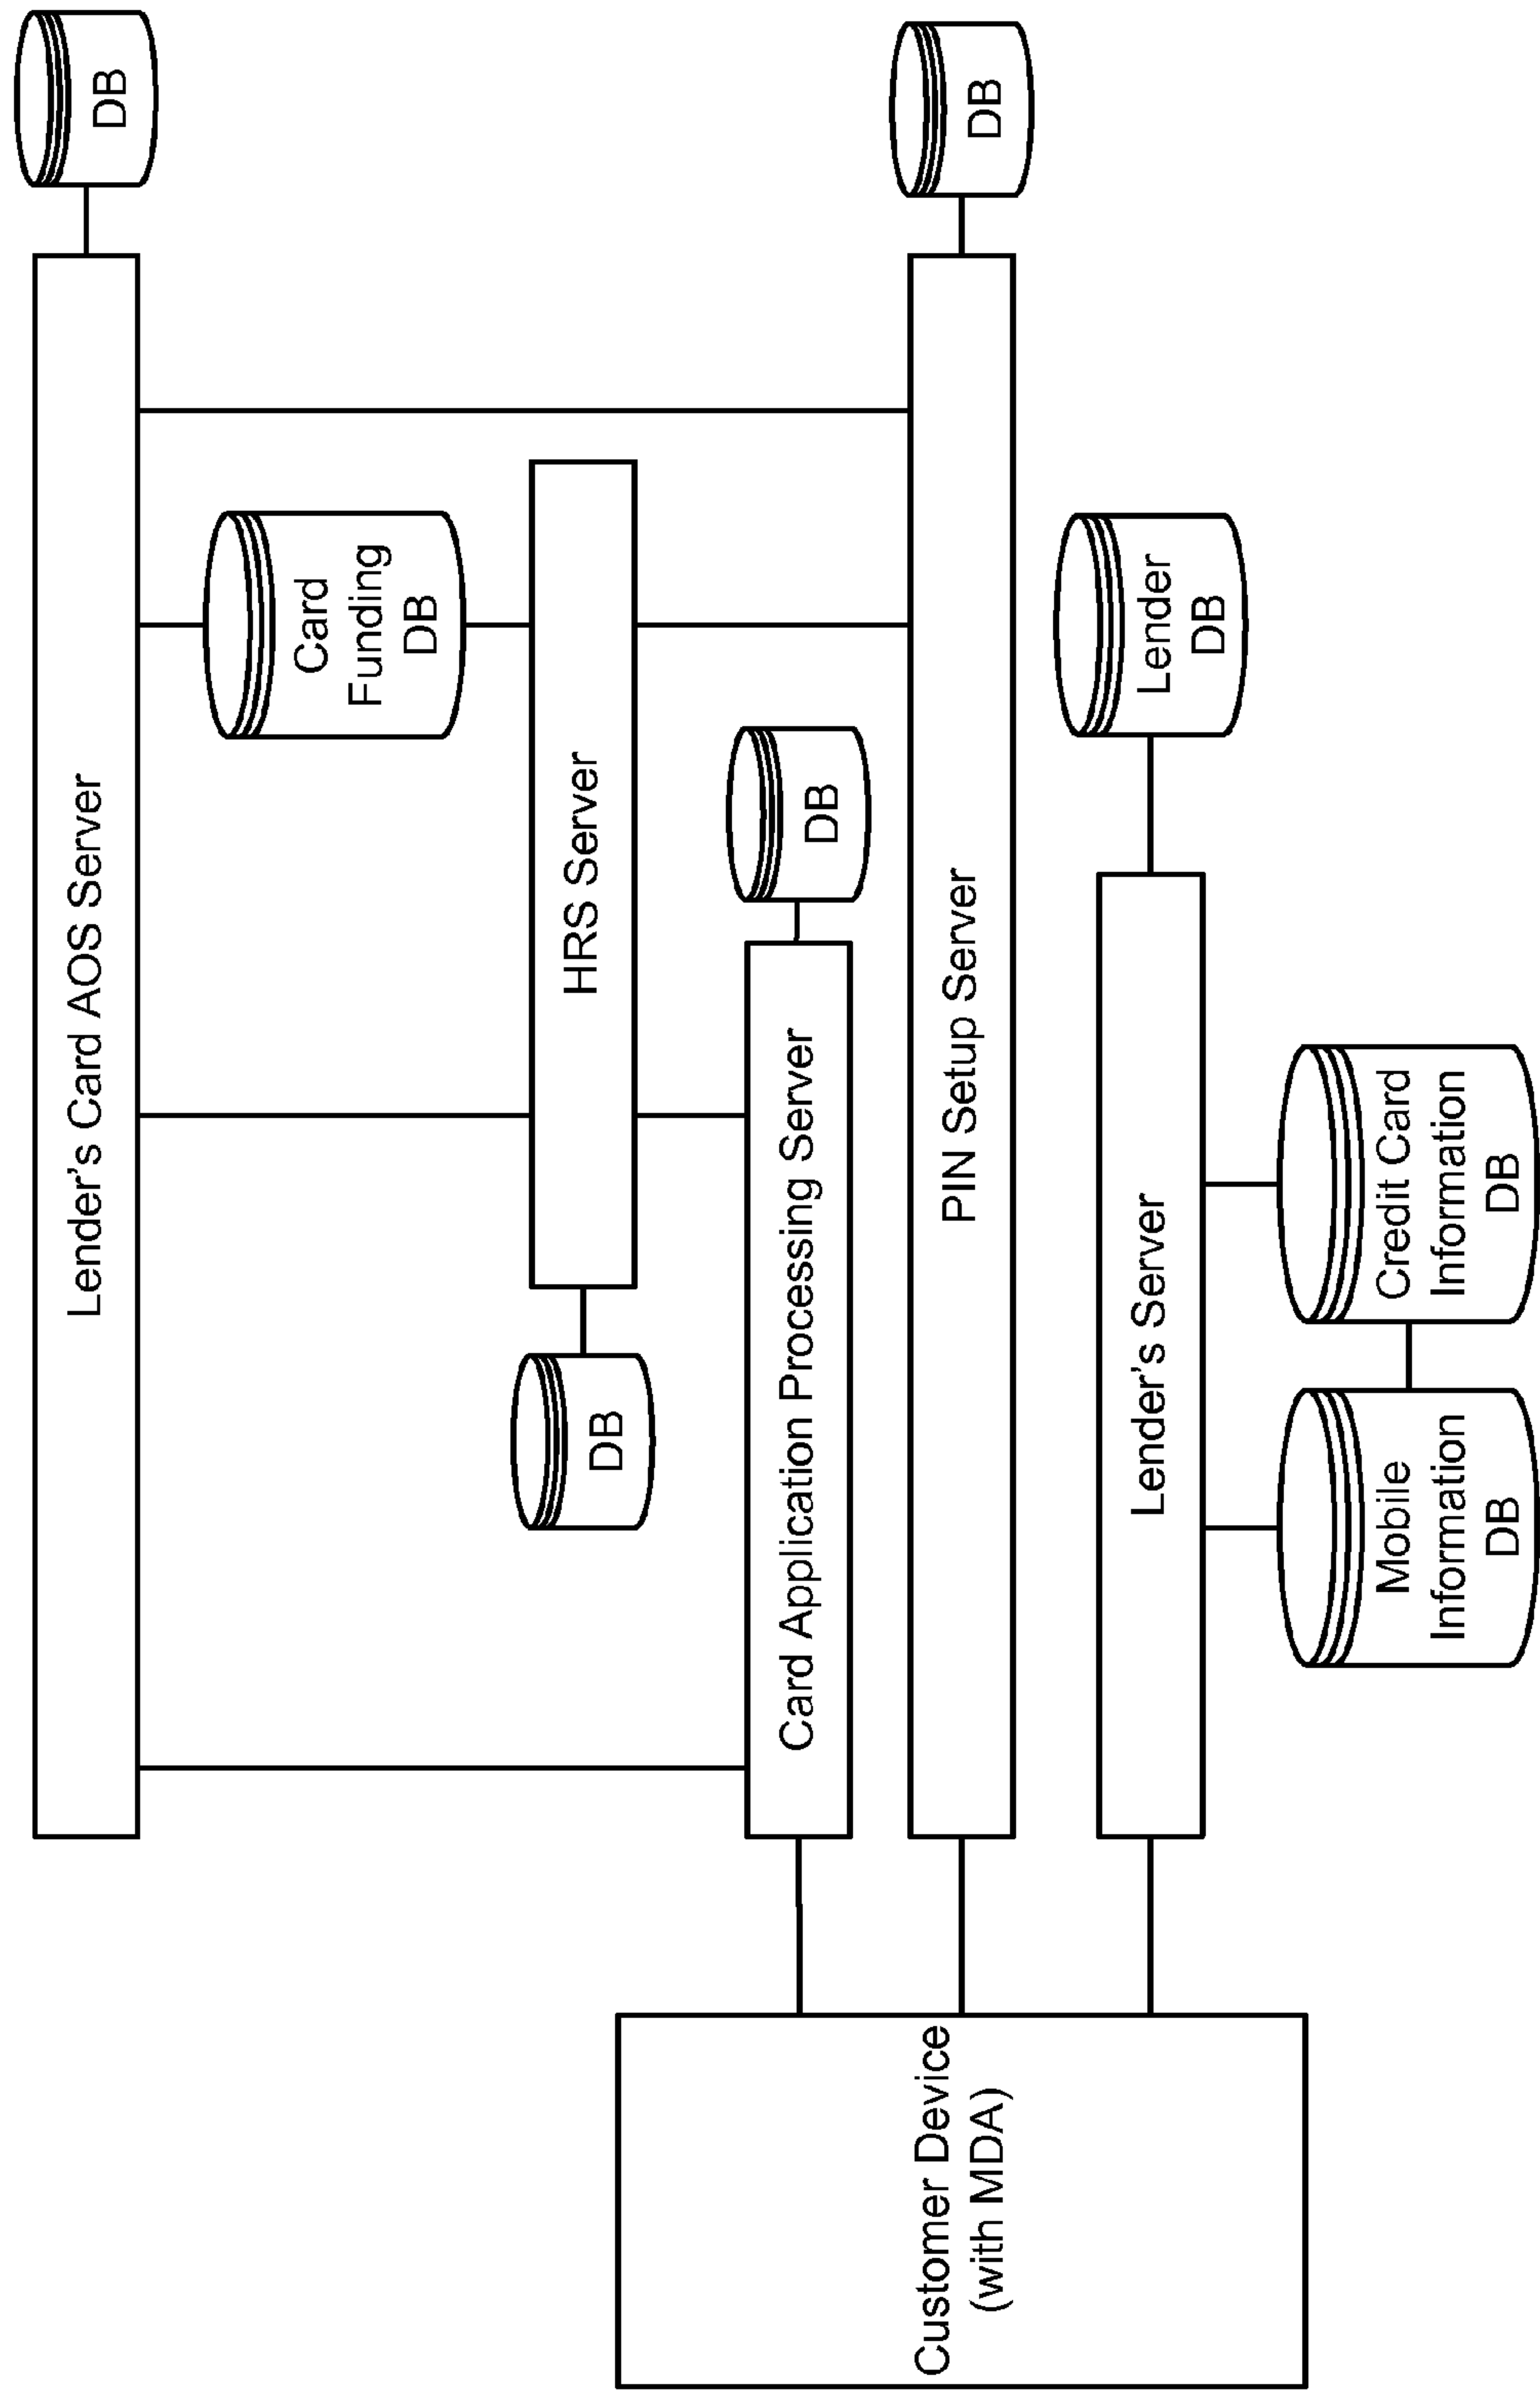 Lender's Card AOS Server
DB
Card
Funding
DB
DB
HRS Server
Card Application Processing Server
DB
Customer Device
(with MDA)
PIN Setup Server
DB
Lender's Server
Lender
DB
Mobile
Information
DB
Credit Card
Information
DB